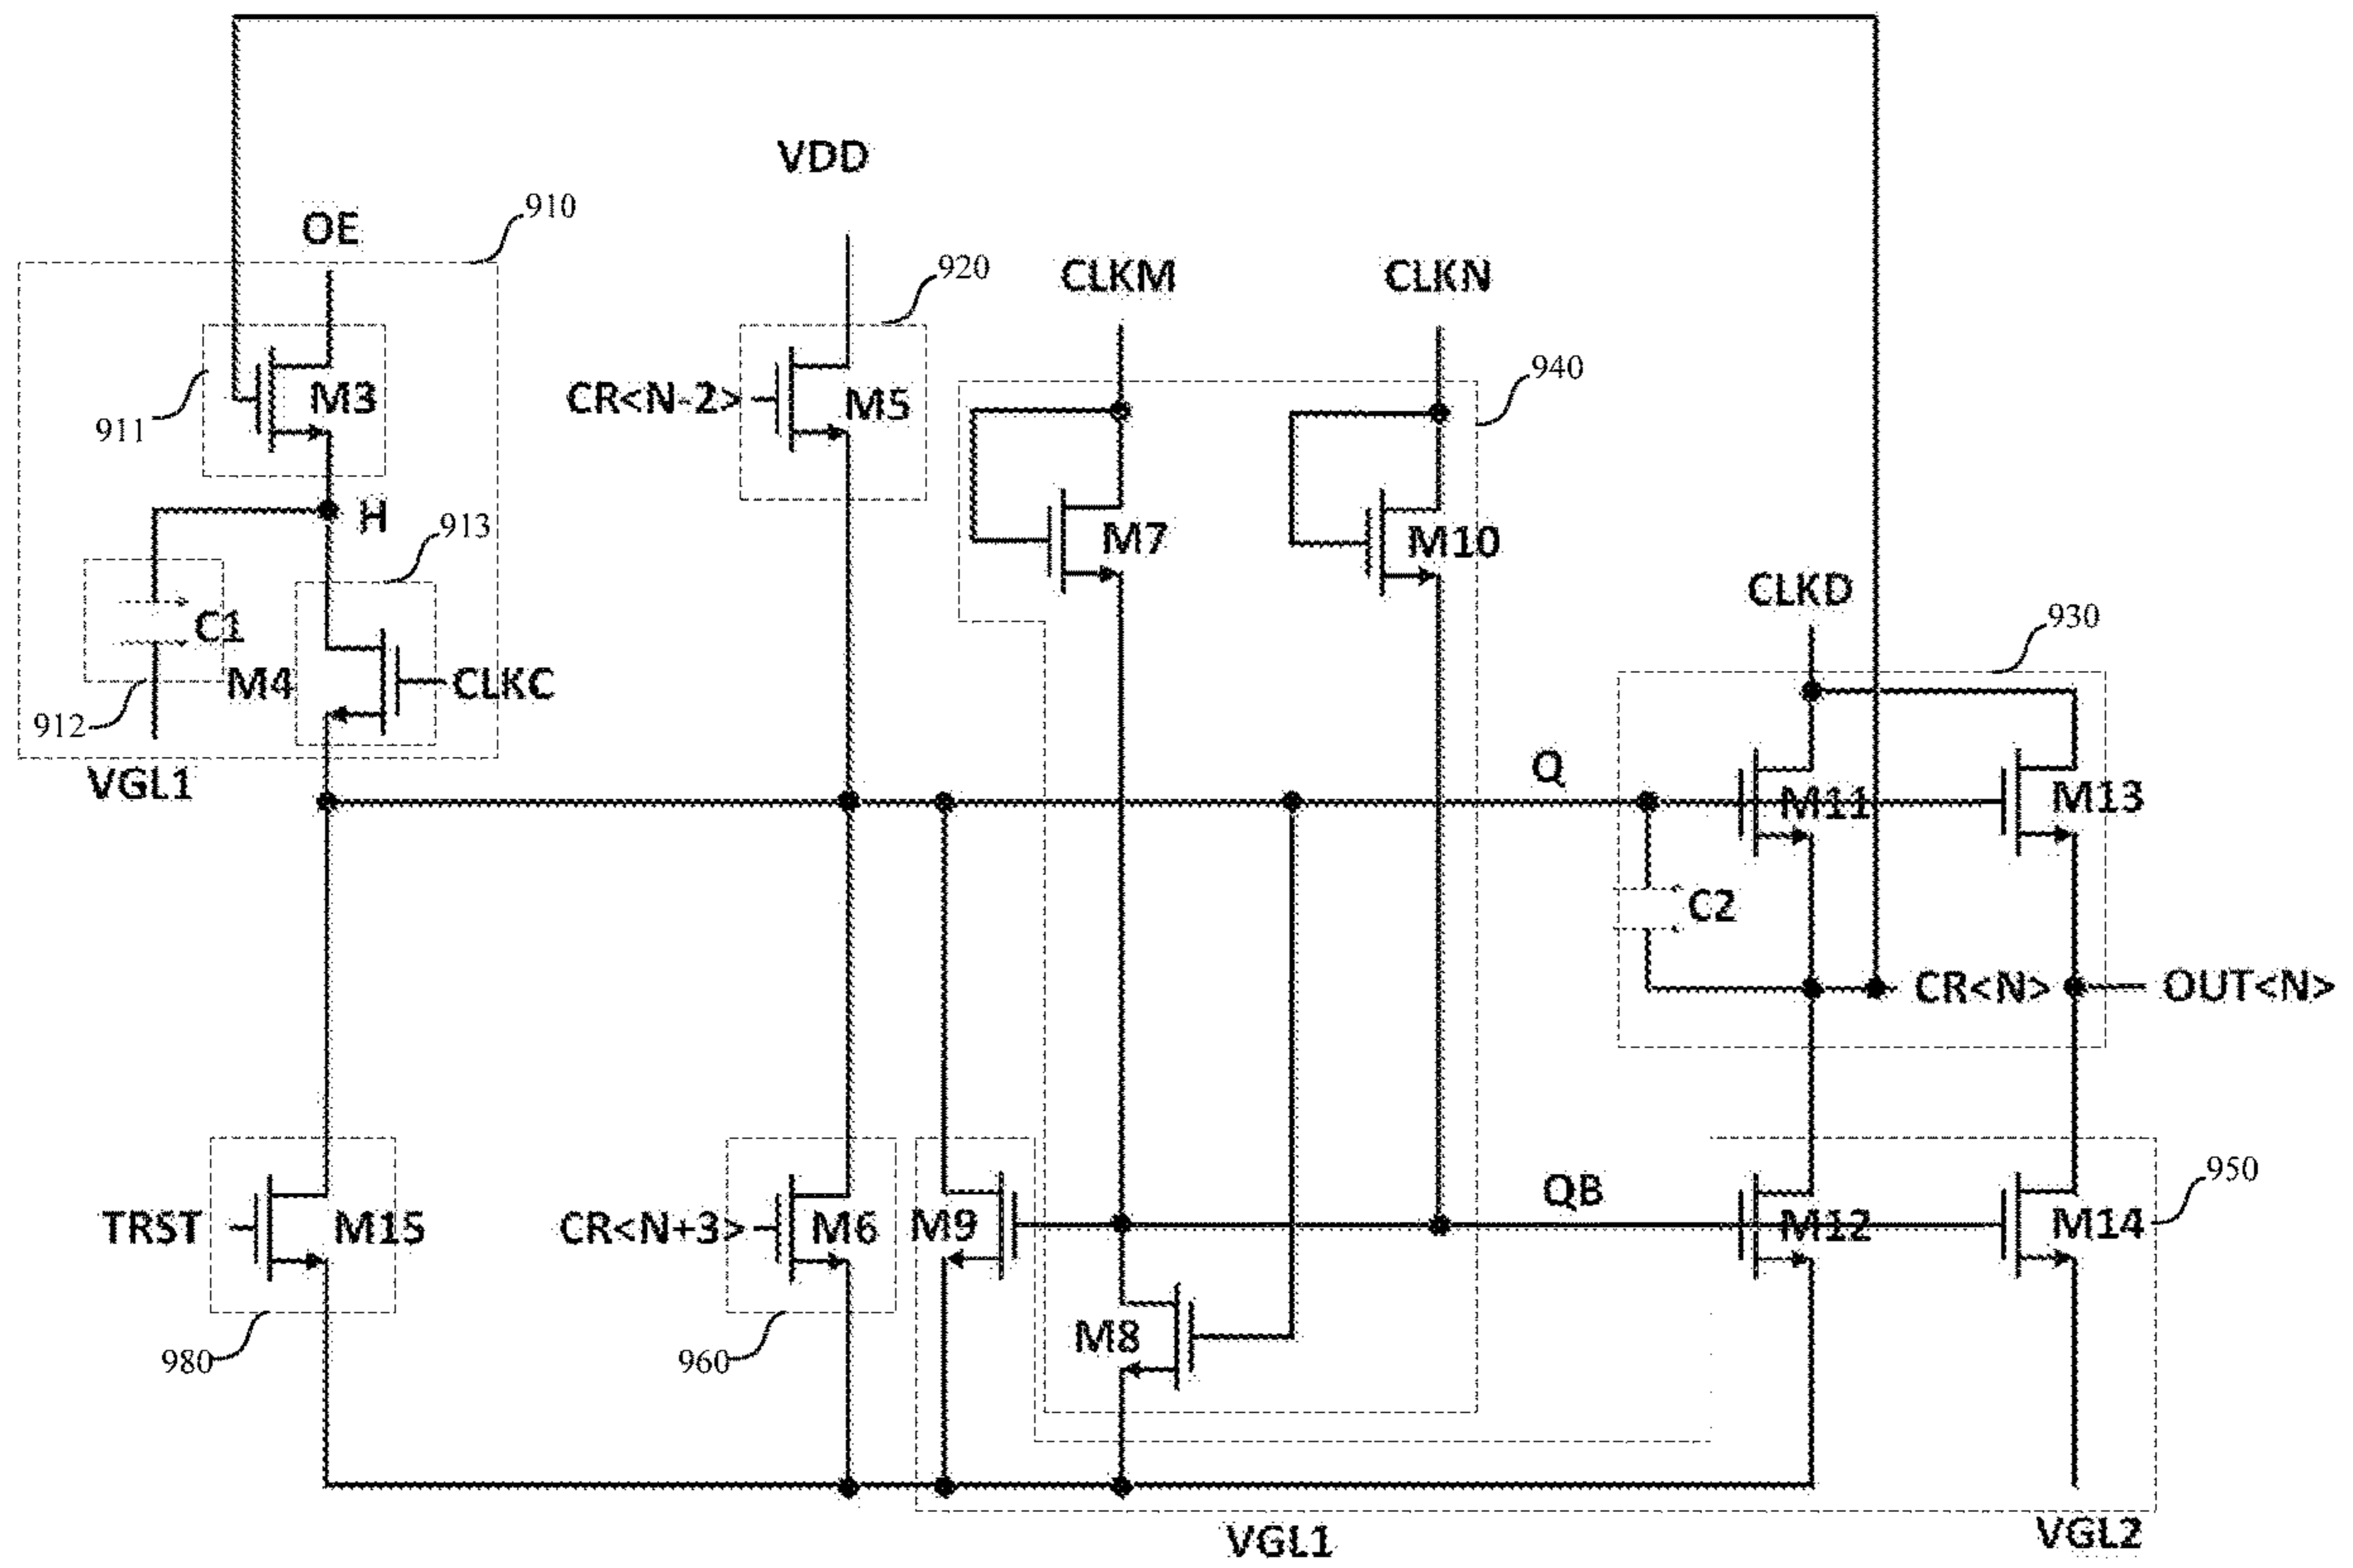 VDD
910
OE
920
CLKM
CLKN
940
CR<N-2>
M3
M5
911
H
913
M7
M10
CLKD
930
C1
M4
CLKC
912
VGL1
Q
M11
M13
C2
CR<N>
OUT<N>
950
QB
TRST
M15
CR<N+3>
M6
M9
M12
M14
M8
980
960
VGL1
VGL2